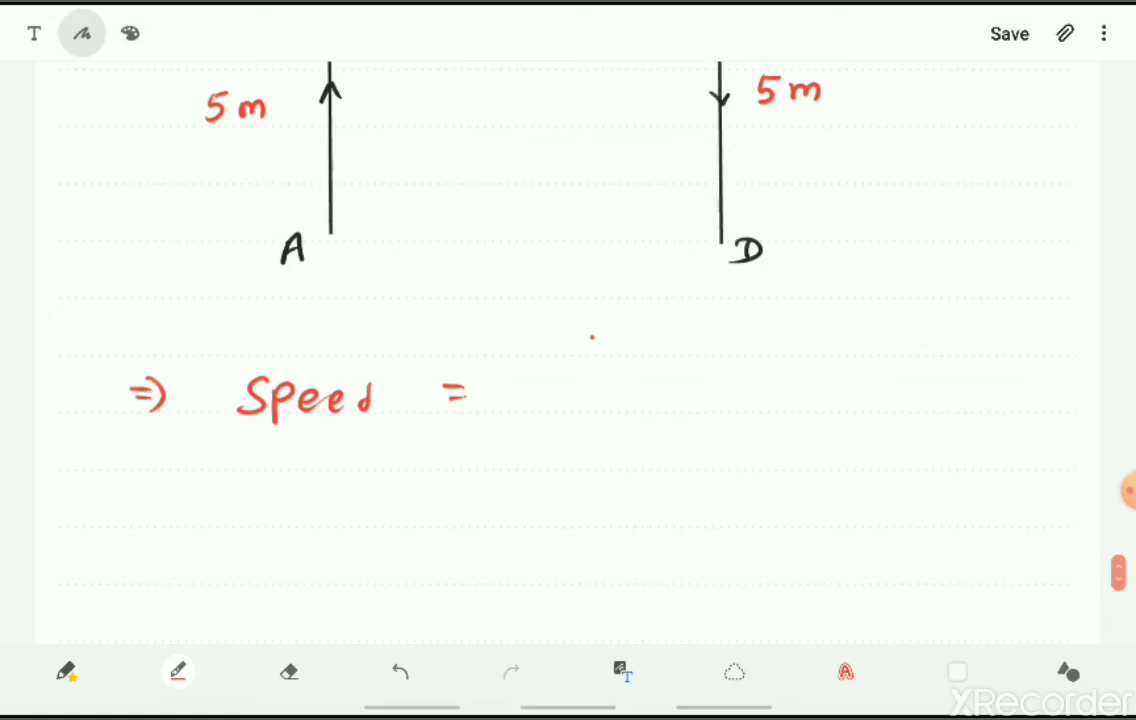 T Save
5 m 5 m
A D
=> Speed =
T A
XRecorder